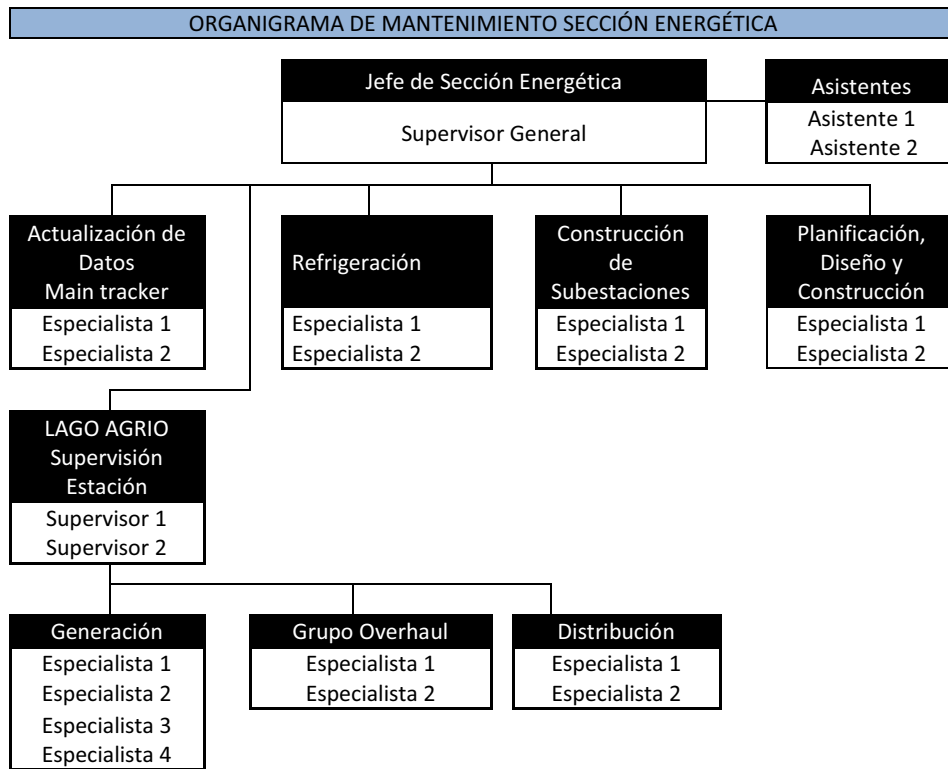 ORGANIGRAMA DE MANTENIMIENTO SECCIÓN ENERGÉTICA
Jefe de Sección Energética
Supervisor General
Asistentes
Asistente 1
Asistente 2
Actualización de
Datos
Main tracker
Especialista 1
Especialista 2
Refrigeración
Especialista 1
Especialista 2
Construcción
de
Subestaciones
Especialista 1
Especialista 2
Planificación,
Diseño y
Construcción
Especialista 1
Especialista 2
LAGO AGRIO
Supervisión
Estación
Supervisor 1
Supervisor 2
Generación
Especialista 1
Especialista 2
Especialista 3
Especialista 4
Grupo Overhaul
Especialista 1
Especialista 2
Distribución
Especialista 1
Especialista 2